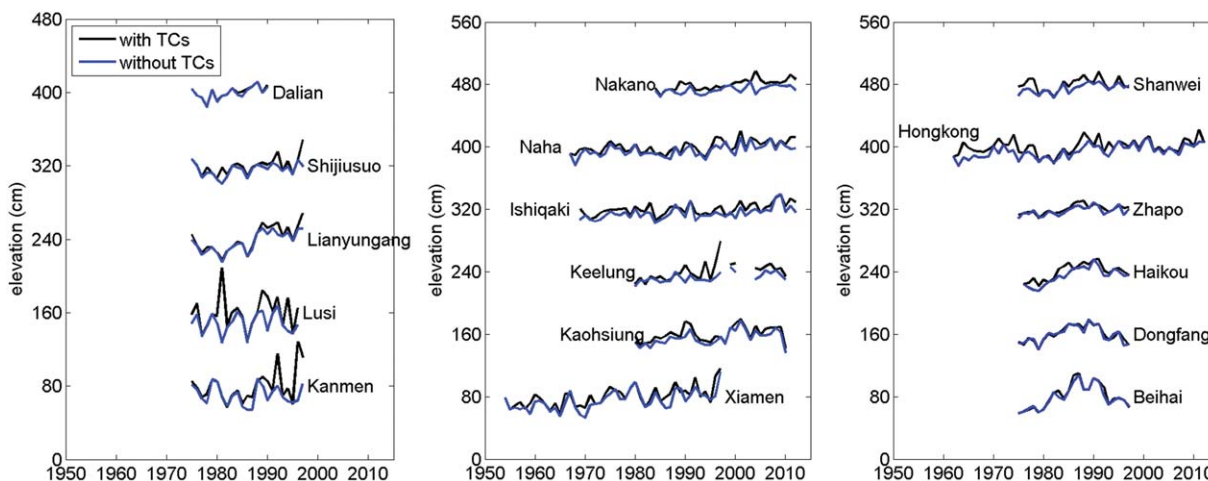 480
400
320
240
160
80
0
elevation (cm)
with TCs
without TCs
Dalian
Shijiusuo
Lianyungang
Lusi
Kanmen
1950 1960 1970 1980 1990 2000 2010
560
480
400
320
240
160
80
0
elevation (cm)
Nakano
Naha
Ishiqaki
Keelung
Kaohsiung
Xiamen
1950 1960 1970 1980 1990 2000 2010
560
480
400
320
240
160
80
0
elevation (cm)
Shanwei
Hongkong
Zhapo
Haikou
Dongfang
Beihai
1950 1960 1970 1980 1990 2000 2010